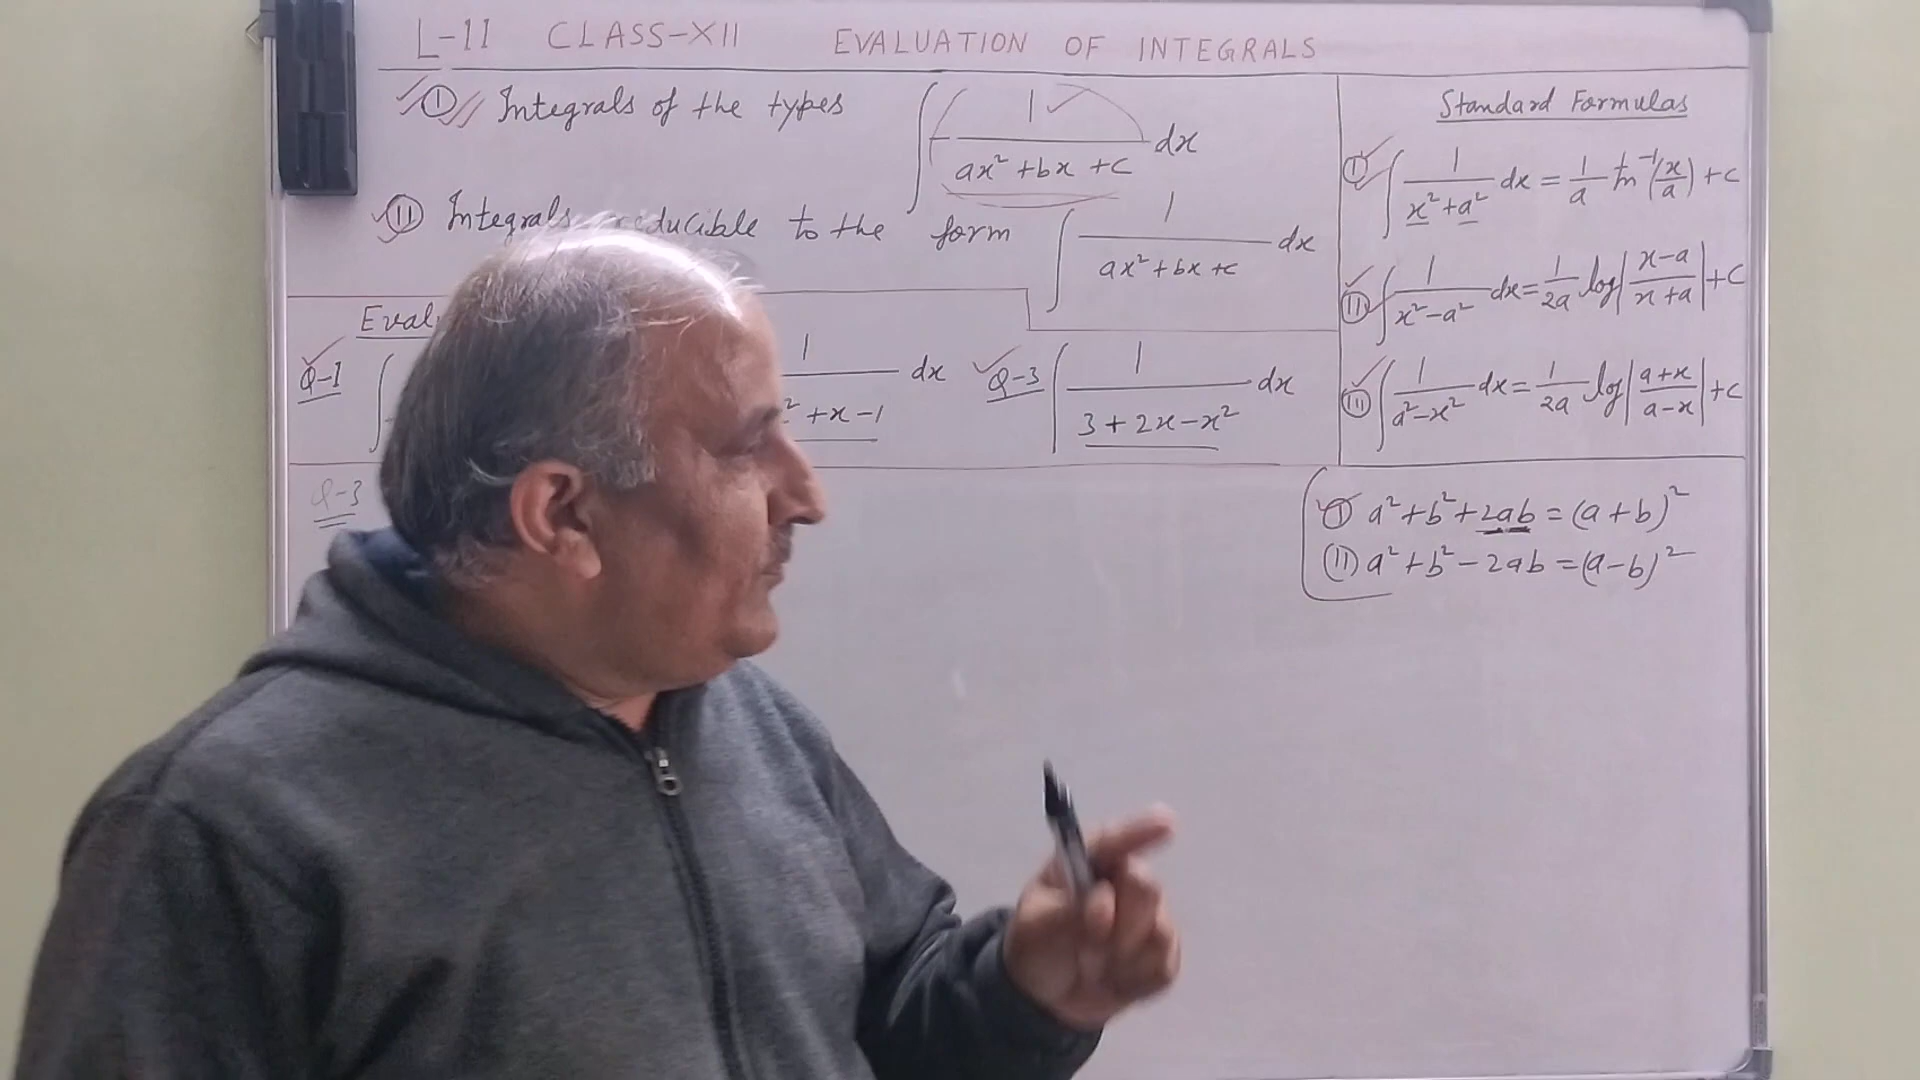 L-11 CLASS-XII EVALUATION OF INTEGRALS
(I) Integrals of the types ∫ 1/(ax²+bx+c) dx
(II) Integrals reducible to the form ∫ 1/(ax²+bx+c) dx
Q-1 ∫
1/(² +x-1) dx
Q-3 ∫ 1/(3+2x-x²) dx
Q-3
Standard Formulas
(I) ∫ 1/(x²+a²) dx = 1/a tan⁻¹(x/a) + c
(II) ∫ 1/(x²-a²) dx = 1/2a log|(x-a)/(x+a)| + c
(III) ∫ 1/(a²-x²) dx = 1/2a log|(a+x)/(a-x)| + c
(I) a²+b²+2ab = (a+b)²
(II) a²+b²-2ab = (a-b)²